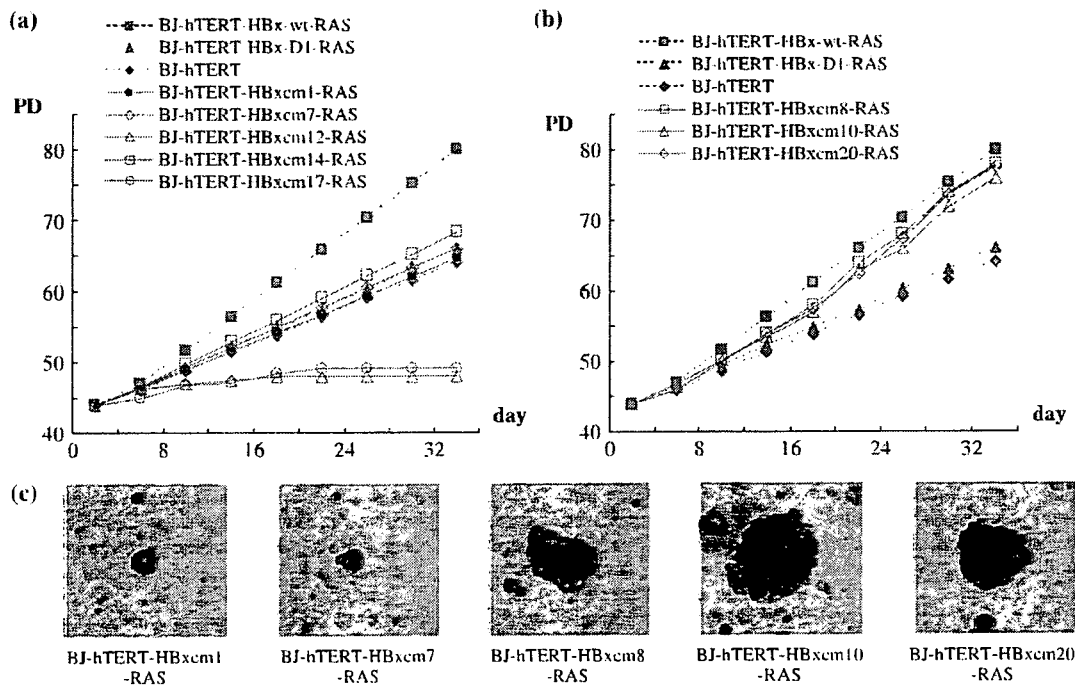 (a)
BJ-hTERT-HBx-wt-RAS
BJ-hTERT-HBx-D1-RAS
BJ-hTERT
BJ-hTERT-HBxcm1-RAS
BJ-hTERT-HBxcm7-RAS
BJ-hTERT-HBxcm12-RAS
BJ-hTERT-HBxcm14-RAS
BJ-hTERT-HBxcm17-RAS
PD
80
70
60
50
40
0
8
16
24
32
day
(b)
BJ-hTERT-HBx-wt-RAS
BJ-hTERT-HBx-D1-RAS
BJ-hTERT
BJ-hTERT-HBxcm8-RAS
BJ-hTERT-HBxcm10-RAS
BJ-hTERT-HBxcm20-RAS
PD
80
70
60
50
40
0
8
16
24
32
day
(c)
BJ-hTERT-HBxcm1
-RAS
BJ-hTERT-HBxcm7
-RAS
BJ-hTERT-HBxcm8
-RAS
BJ-hTERT-HBxcm10
-RAS
BJ-hTERT-HBxcm20
-RAS